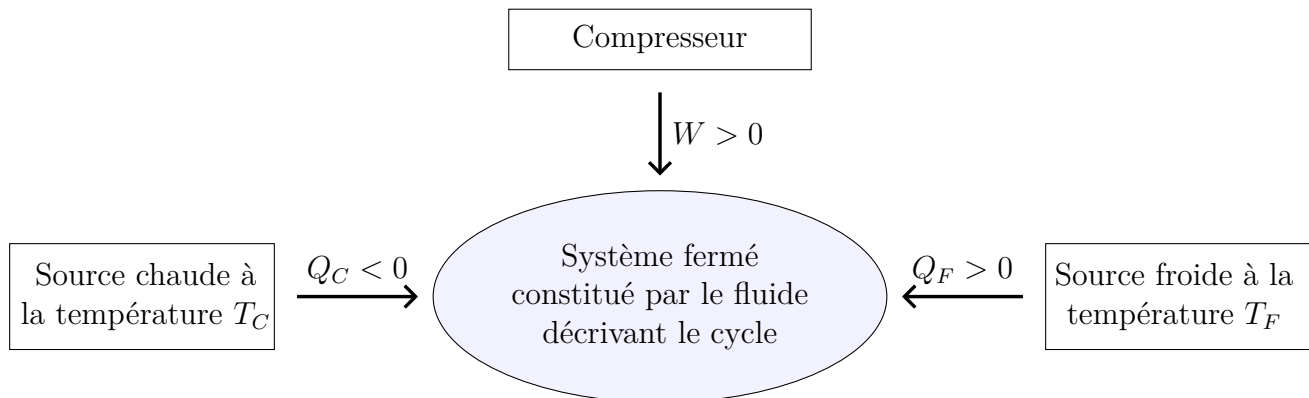 Compresseur
W > 0
Source chaude à
la température T_C
Q_C < 0
Système fermé
constitué par le fluide
décrivant le cycle
Q_F > 0
Source froide à la
température T_F